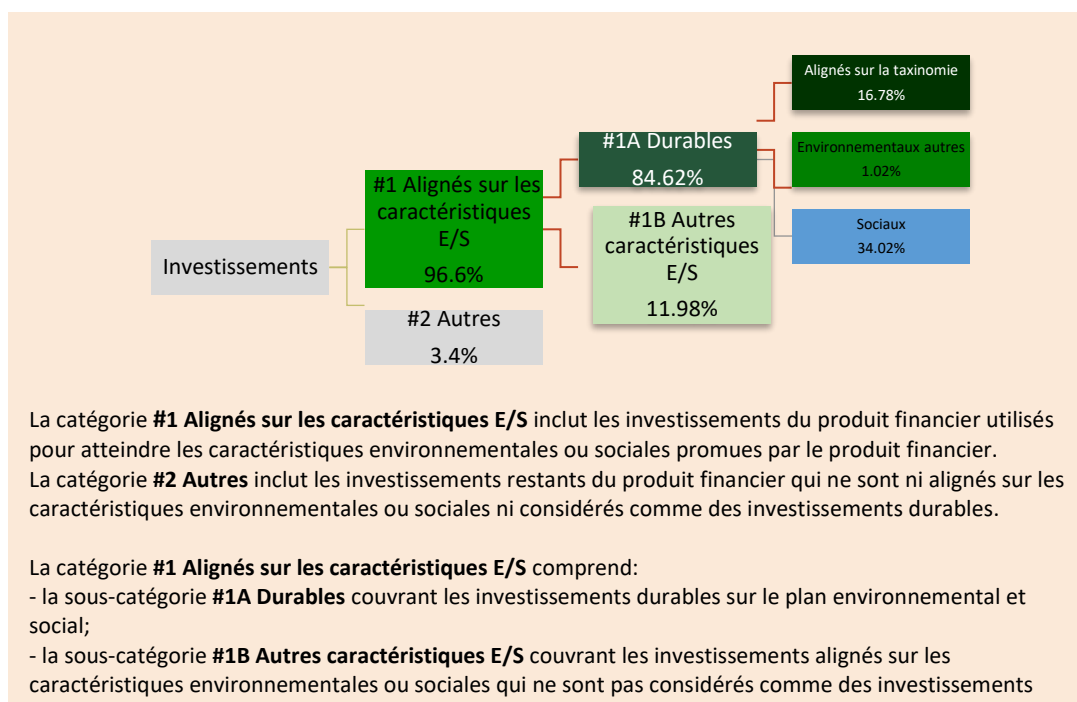 Alignés sur la taxinomie
16.78%
#1A Durables
84.62%
Environnementaux autres
1.02%
#1 Alignés sur les
caractéristiques
E/S
96.6%
#1B Autres
caractéristiques
E/S
11.98%
Sociaux
34.02%
Investissements
#2 Autres
3.4%
La catégorie #1 Alignés sur les caractéristiques E/S inclut les investissements du produit financier utilisés
pour atteindre les caractéristiques environnementales ou sociales promues par le produit financier.
La catégorie #2 Autres inclut les investissements restants du produit financier qui ne sont ni alignés sur les
caractéristiques environnementales ou sociales ni considérés comme des investissements durables.
La catégorie #1 Alignés sur les caractéristiques E/S comprend:
- la sous-catégorie #1A Durables couvrant les investissements durables sur le plan environnemental et
social;
- la sous-catégorie #1B Autres caractéristiques E/S couvrant les investissements alignés sur les
caractéristiques environnementales ou sociales qui ne sont pas considérés comme des investissements